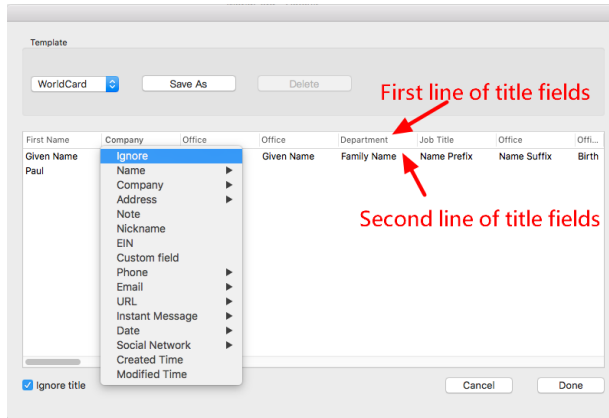 Template
WorldCard
Save As
Delete
First line of title fields
First Name Company Office Office Department Job Title Office Offi...
Given Name Ignore Given Name Family Name Name Prefix Name Suffix Birth
Paul Name
Company
Address
Note
Nickname
EIN
Custom field
Phone
Email
URL
Instant Message
Date
Social Network
Created Time
Modified Time
Second line of title fields
Ignore title
Cancel
Done